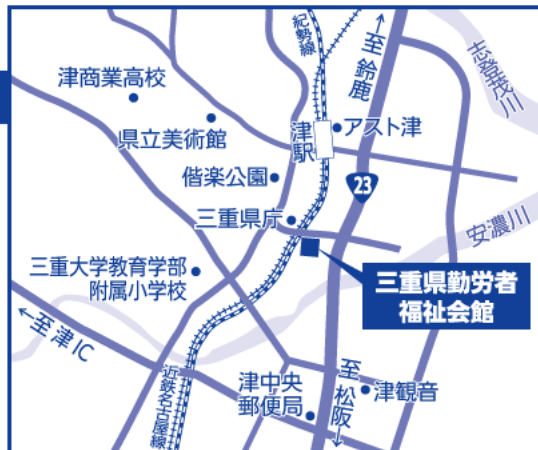 紀勢線
←至 鈴鹿
志登茂川
津商業高校
県立美術館
津駅
アスト津
偕楽公園
23
三重県庁
安濃川
三重大学教育学部
附属小学校
三重県勤労者
福祉会館
←至津IC
近鉄名古屋線
津中央
郵便局
至 松阪→
津観音